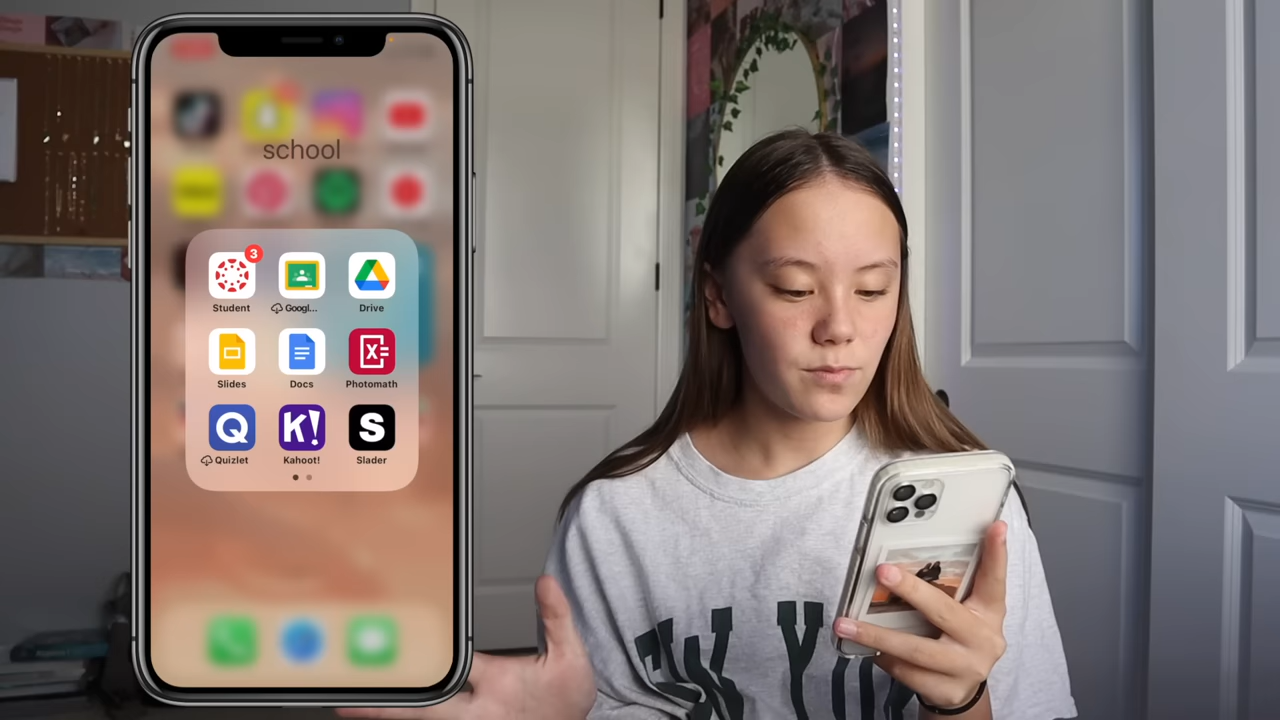 school
3
Student
Googl...
Drive
Slides
Docs
Photomath
Q
K!
S
Quizlet
Kahoot!
Slader